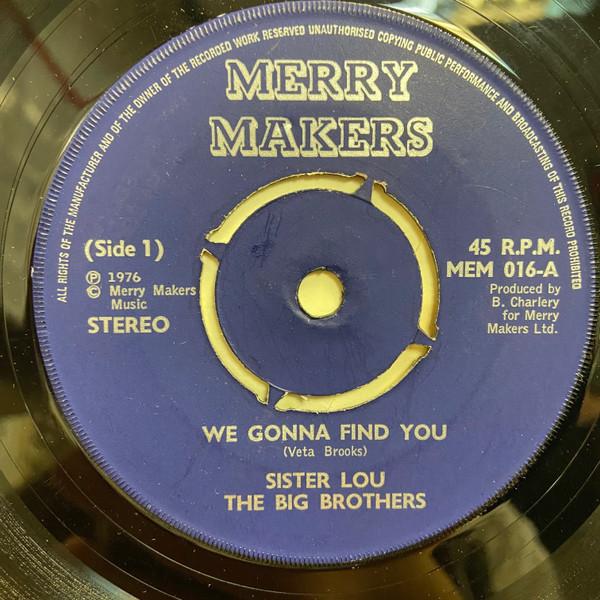 ALL RIGHTS OF THE MANUFACTURER AND OF THE OWNER OF THE RECORDED WORK RESERVED UNAUTHORISED COPYING PUBLIC PERFORMANCE AND BROADCASTING OF THIS RECORD PROHIBITED
MERRY
MAKERS
(Side 1)
℗ 1976
© Merry Makers
Music
STEREO
45 R.P.M.
MEM 016-A
Produced by
B. Charlery
for Merry
Makers Ltd.
WE GONNA FIND YOU
(Veta Brooks)
SISTER LOU
THE BIG BROTHERS